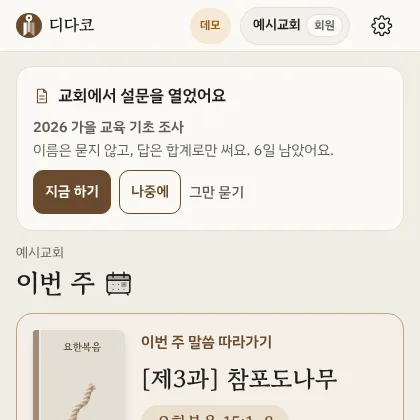 디다코
데모
예시교회 회원
교회에서 설문을 열었어요
2026 가을 교육 기초 조사
이름은 묻지 않고, 답은 합계로만 써요. 6일 남았어요.
지금 하기
나중에
그만 묻기
예시교회
이번 주
요한복음
이번 주 말씀 따라가기
[제3과] 참포도나무